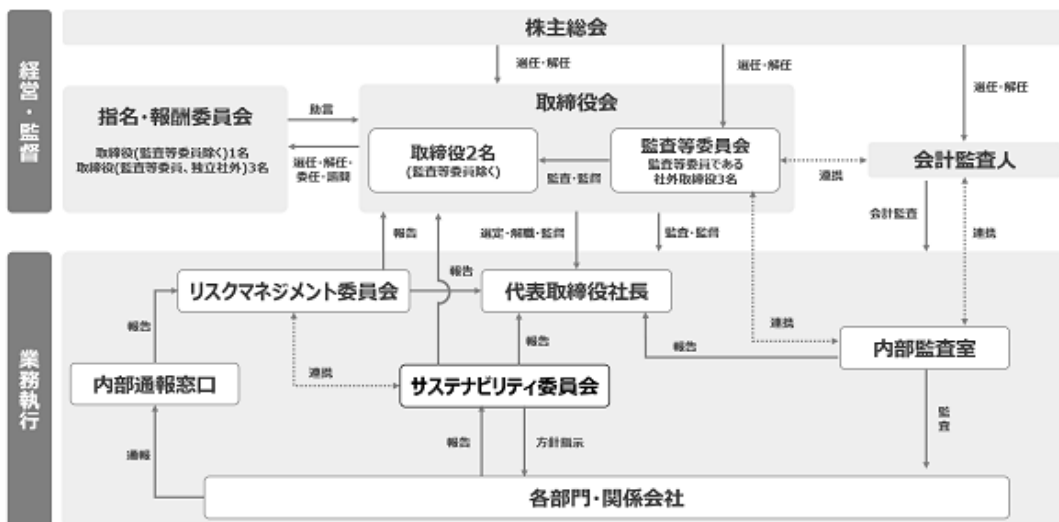 株主総会
経営・監督
選任・解任
選任・解任
選任・解任
指名・報酬委員会
取締役(監査等委員除く)1名
取締役(監査等委員、独立社外)3名
助言
選任・解任・
委任・諮問
取締役会
取締役2名
(監査等委員除く)
監査・監督
監査等委員会
監査等委員である
社外取締役3名
連携
会計監査人
会計監査
連携
報告
選定・解職・監督
監査・監督
業務執行
リスクマネジメント委員会
報告
代表取締役社長
報告
報告
連携
報告
内部監査室
内部通報窓口
連携
サステナビリティ委員会
監査
通報
報告
方針指示
各部門・関係会社